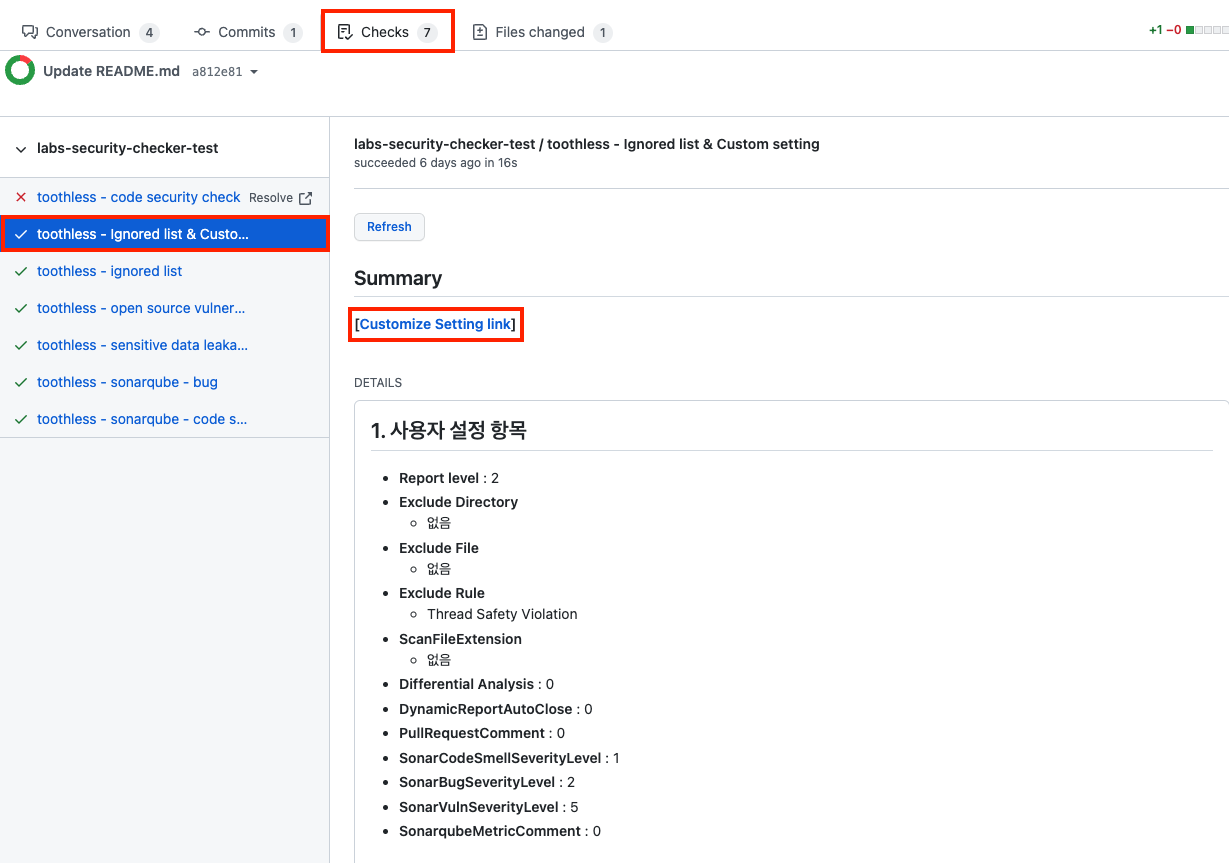 Conversation 4 Commits 1 Checks 7 Files changed 1 +1 −0
Update README.md a812e81
labs-security-checker-test
toothless - code security check Resolve
toothless - Ignored list & Custo...
toothless - ignored list
toothless - open source vulner...
toothless - sensitive data leaka...
toothless - sonarqube - bug
toothless - sonarqube - code s...
labs-security-checker-test / toothless - Ignored list & Custom setting
succeeded 6 days ago in 16s
Refresh
Summary
[Customize Setting link]
DETAILS
1. 사용자 설정 항목
Report level : 2
Exclude Directory
없음
Exclude File
없음
Exclude Rule
Thread Safety Violation
ScanFileExtension
없음
Differential Analysis : 0
DynamicReportAutoClose : 0
PullRequestComment : 0
SonarCodeSmellSeverityLevel : 1
SonarBugSeverityLevel : 2
SonarVulnSeverityLevel : 5
SonarqubeMetricComment : 0